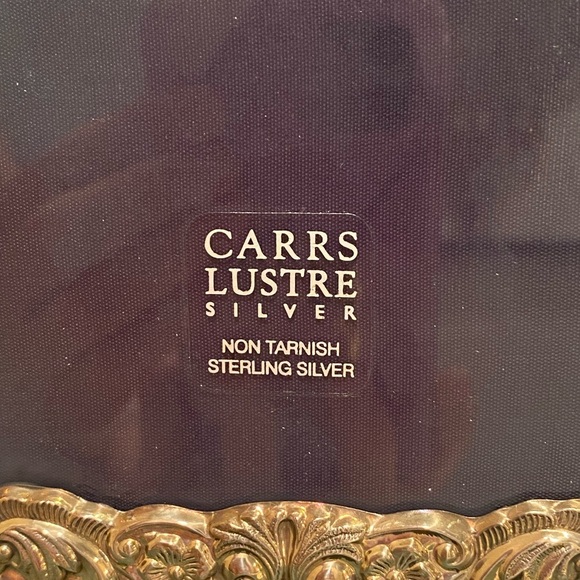 CARRS
LUSTRE
SILVER
NON TARNISH
STERLING SILVER